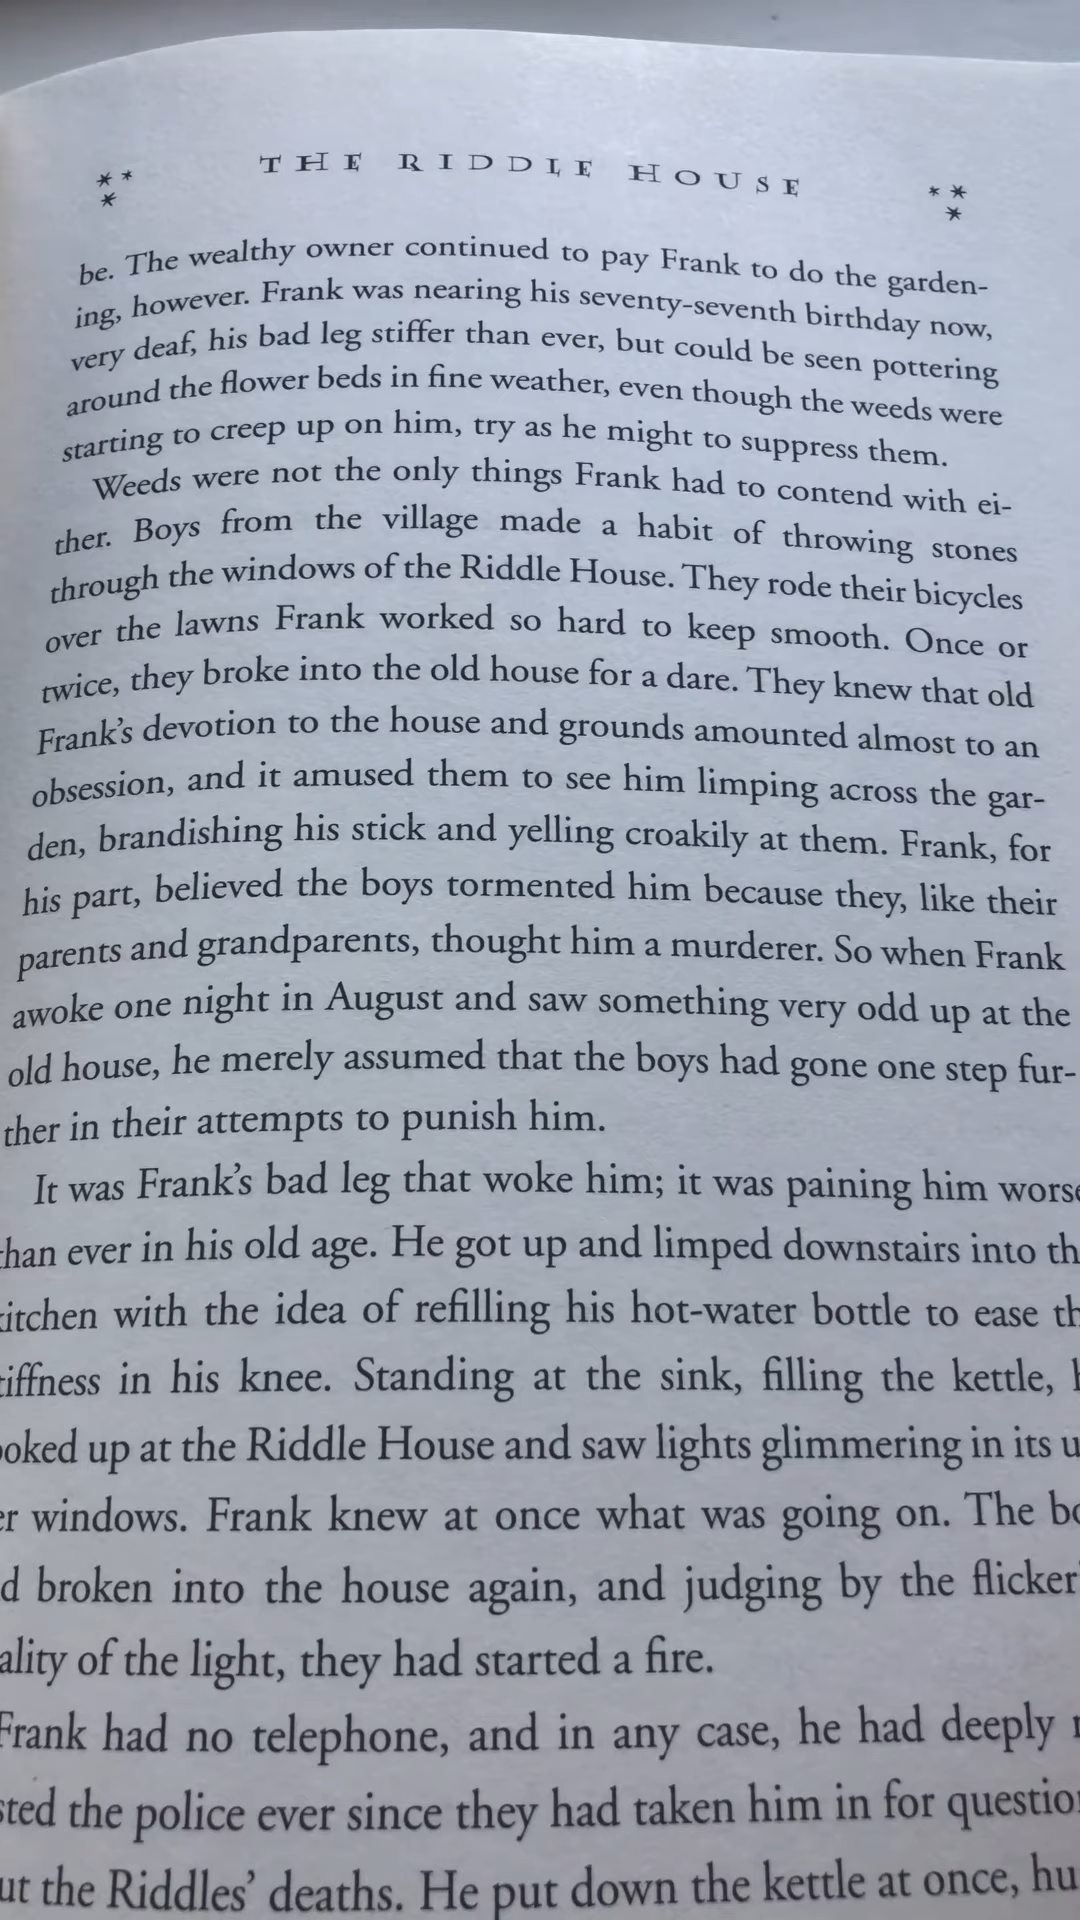 THE RIDDLE HOUSE
be. The wealthy owner continued to pay Frank to do the garden-
ing, however. Frank was nearing his seventy-seventh birthday now,
very deaf, his bad leg stiffer than ever, but could be seen pottering
around the flower beds in fine weather, even though the weeds were
starting to creep up on him, try as he might to suppress them.
Weeds were not the only things Frank had to contend with ei-
ther. Boys from the village made a habit of throwing stones
through the windows of the Riddle House. They rode their bicycles
over the lawns Frank worked so hard to keep smooth. Once or
twice, they broke into the old house for a dare. They knew that old
Frank's devotion to the house and grounds amounted almost to an
obsession, and it amused them to see him limping across the gar-
den, brandishing his stick and yelling croakily at them. Frank, for
his part, believed the boys tormented him because they, like their
parents and grandparents, thought him a murderer. So when Frank
awoke one night in August and saw something very odd up at the
old house, he merely assumed that the boys had gone one step fur-
ther in their attempts to punish him.
It was Frank's bad leg that woke him; it was paining him worse
han ever in his old age. He got up and limped downstairs into th
itchen with the idea of refilling his hot-water bottle to ease th
iffness in his knee. Standing at the sink, filling the kettle, h
ooked up at the Riddle House and saw lights glimmering in its u
er windows. Frank knew at once what was going on. The bo
d broken into the house again, and judging by the flicker
ality of the light, they had started a fire.
Frank had no telephone, and in any case, he had deeply
sted the police ever since they had taken him in for question
ut the Riddles' deaths. He put down the kettle at once, hu